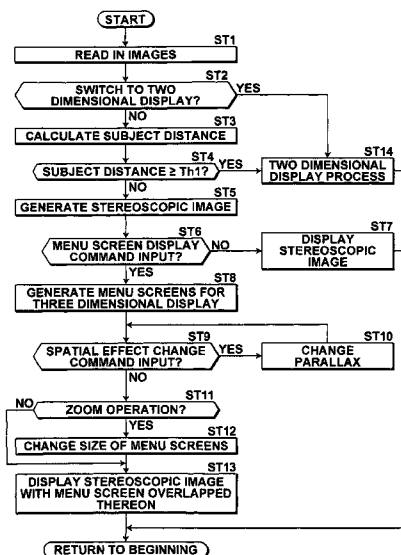 START
ST1
READ IN IMAGES
ST2
SWITCH TO TWO
DIMENSIONAL DISPLAY?
YES
NO
ST3
CALCULATE SUBJECT DISTANCE
ST4
SUBJECT DISTANCE ≥ Th1?
YES
ST14
TWO DIMENSIONAL
DISPLAY PROCESS
NO
ST5
GENERATE STEREOSCOPIC IMAGE
ST6
MENU SCREEN DISPLAY
COMMAND INPUT?
NO
ST7
DISPLAY
STEREOSCOPIC
IMAGE
YES
ST8
GENERATE MENU SCREENS FOR
THREE DIMENSIONAL DISPLAY
ST9
SPATIAL EFFECT CHANGE
COMMAND INPUT?
YES
ST10
CHANGE
PARALLAX
NO
ST11
NO
ZOOM OPERATION?
YES
ST12
CHANGE SIZE OF MENU SCREENS
ST13
DISPLAY STEREOSCOPIC IMAGE
WITH MENU SCREEN OVERLAPPED
THEREON
RETURN TO BEGINNING